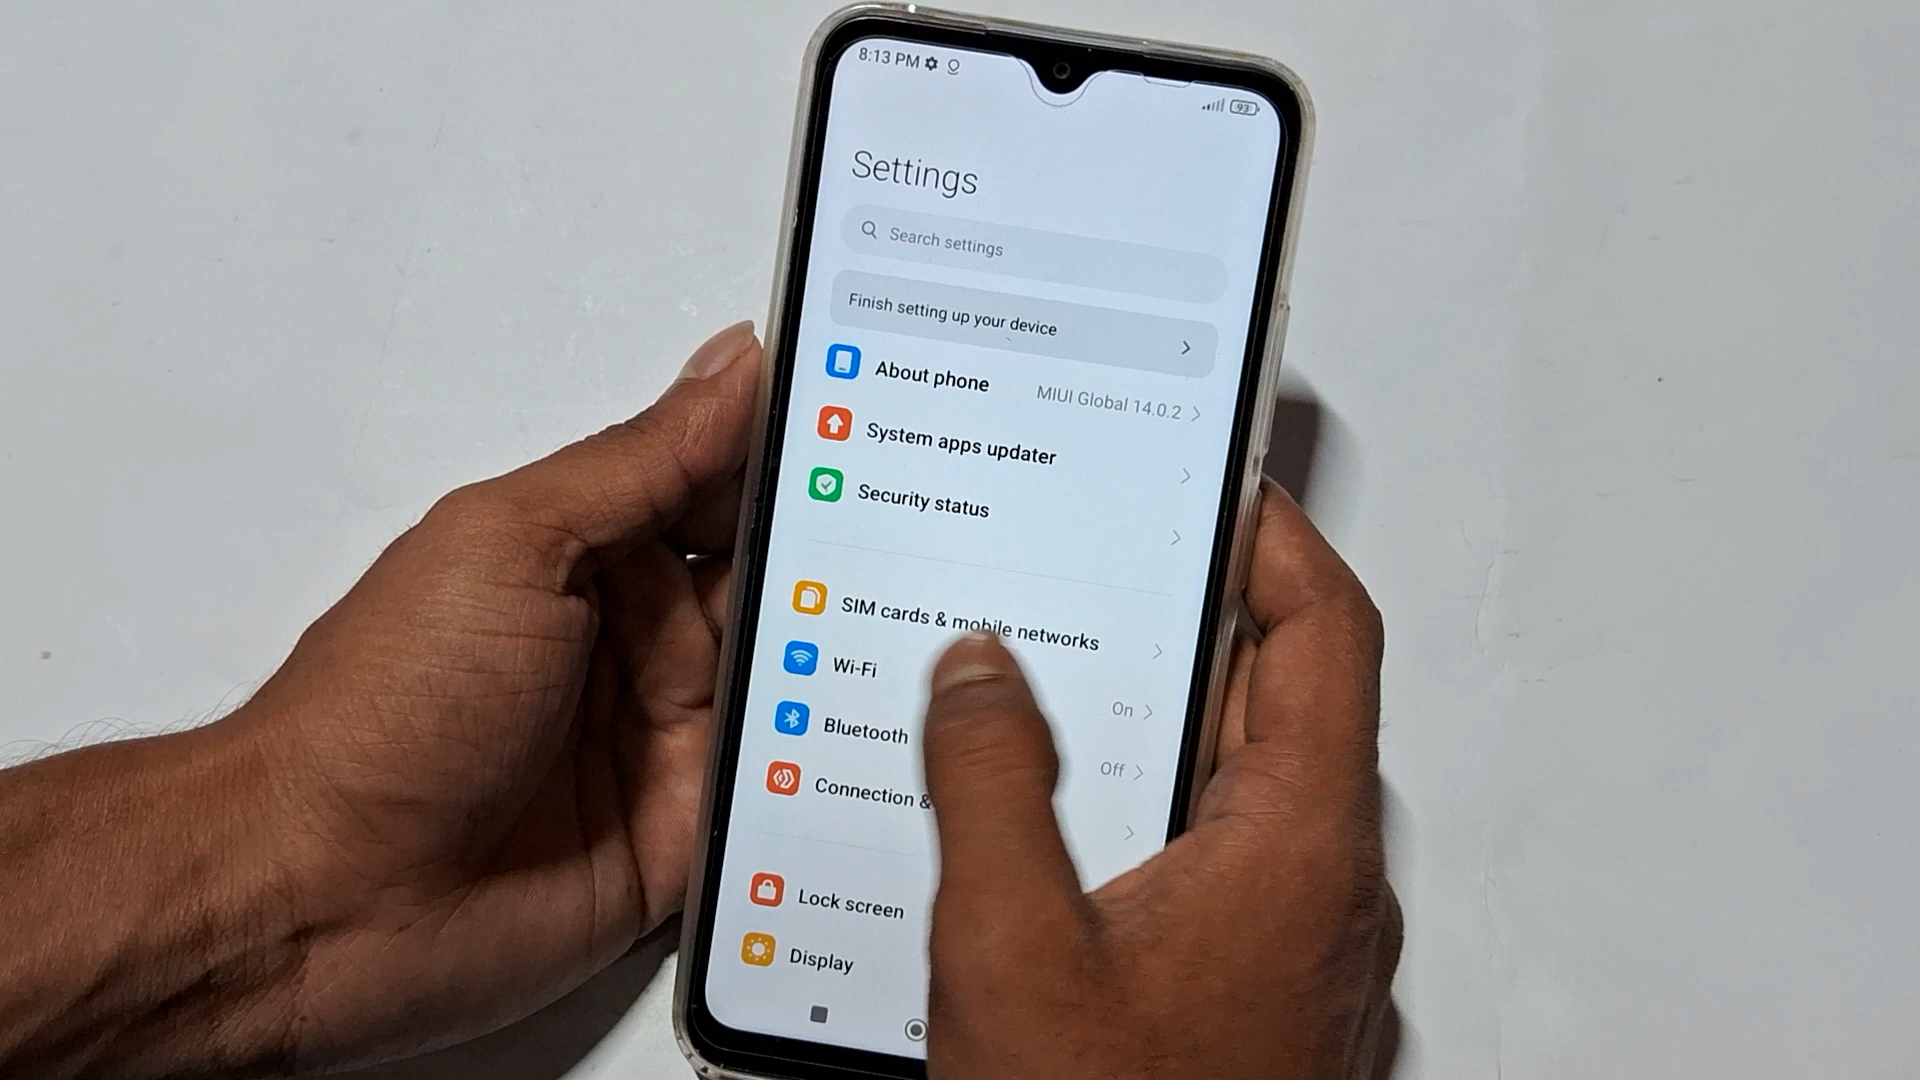 8:13 PM
93
Settings
Search settings
Finish setting up your device
About phone MIUI Global 14.0.2
System apps updater
Security status
SIM cards & mobile networks
Wi-Fi On
Bluetooth Off
Connection &
Lock screen
Display